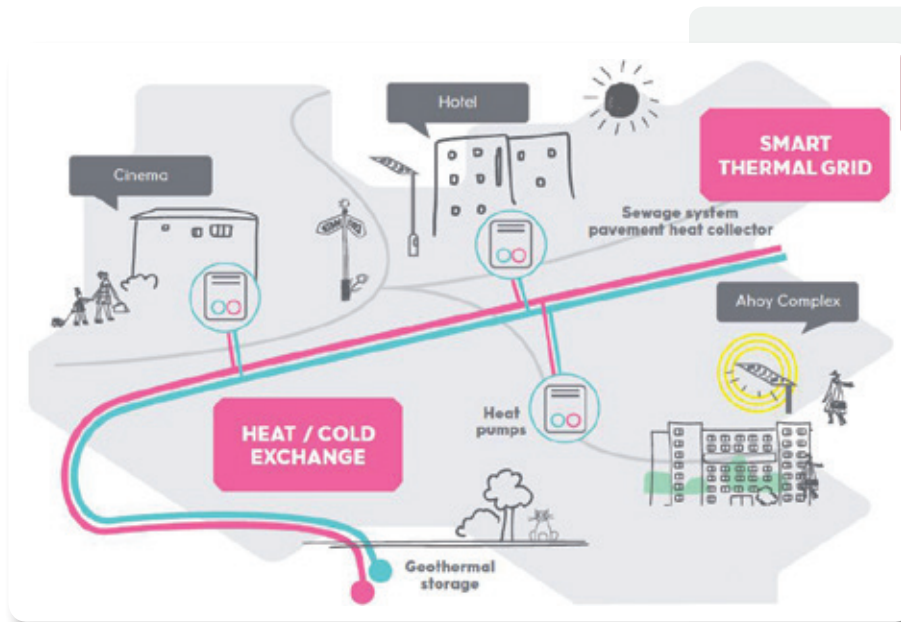 Hotel
SMART
THERMAL GRID
Cinema
Sewage system
pavement heat collector
Ahoy Complex
Heat
pumps
HEAT / COLD
EXCHANGE
Geothermal
storage